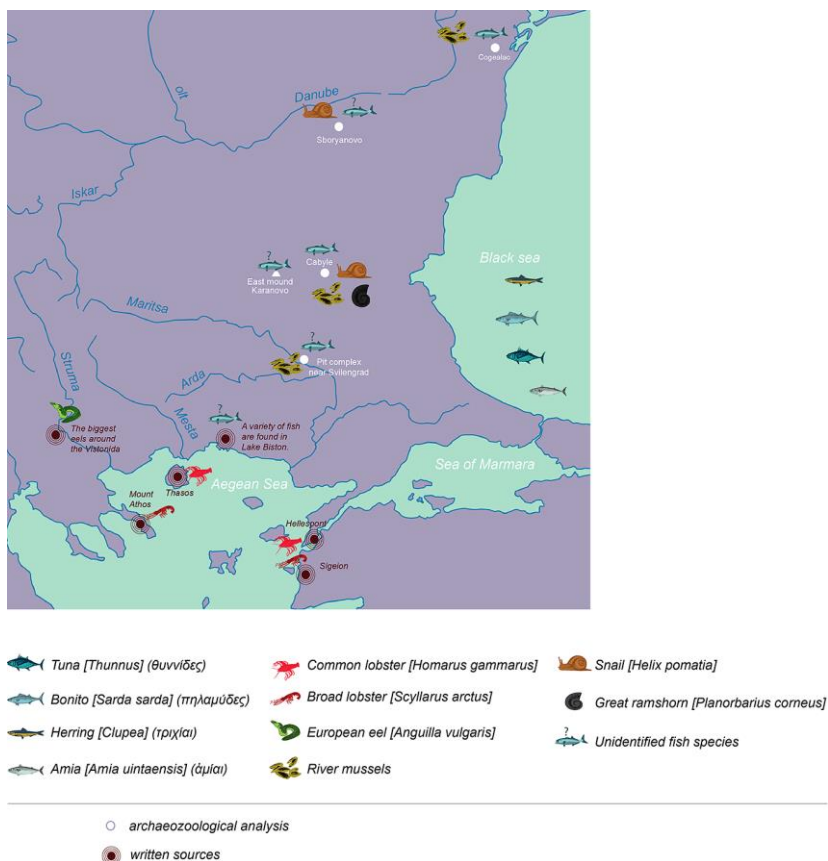 ?
Cogealac
olt
Danube
?
Sboryanovo
Iskar
Black sea
?
Cabyle
?
East mound
Karanovo
Maritsa
?
Pit complex
near Svilengrad
Arda
Struma
Mesta
The biggest
eels around
the Vistonida
?
A variety of fish
are found in
Lake Biston.
Sea of Marmara
Thasos
Aegean Sea
Mount
Athos
Hellespont
Sigeion
Tuna [Thunnus] (θυννίδες)
Bonito [Sarda sarda] (πηλαμύδες)
Herring [Clupea] (τριχίαι)
Amia [Amia uintaensis] (ἀμίαι)
Common lobster [Homarus gammarus]
Broad lobster [Scyllarus arctus]
European eel [Anguilla vulgaris]
River mussels
Snail [Helix pomatia]
Great ramshorn [Planorbarius corneus]
?
Unidentified fish species
archaeozoological analysis
written sources